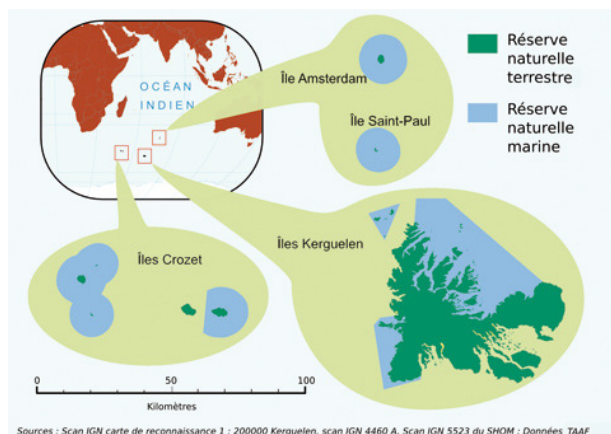 OCÉAN
INDIEN
Île Amsterdam
Île Saint-Paul
Réserve
naturelle
terrestre
Réserve
naturelle
marine
Îles Crozet
Îles Kerguelen
0 50 100
Kilomètres
Sources : Scan IGN carte de reconnaissance 1 : 200000 Kerguelen, scan IGN 4460 A, Scan IGN 5523 du SHOM ; Données TAAF